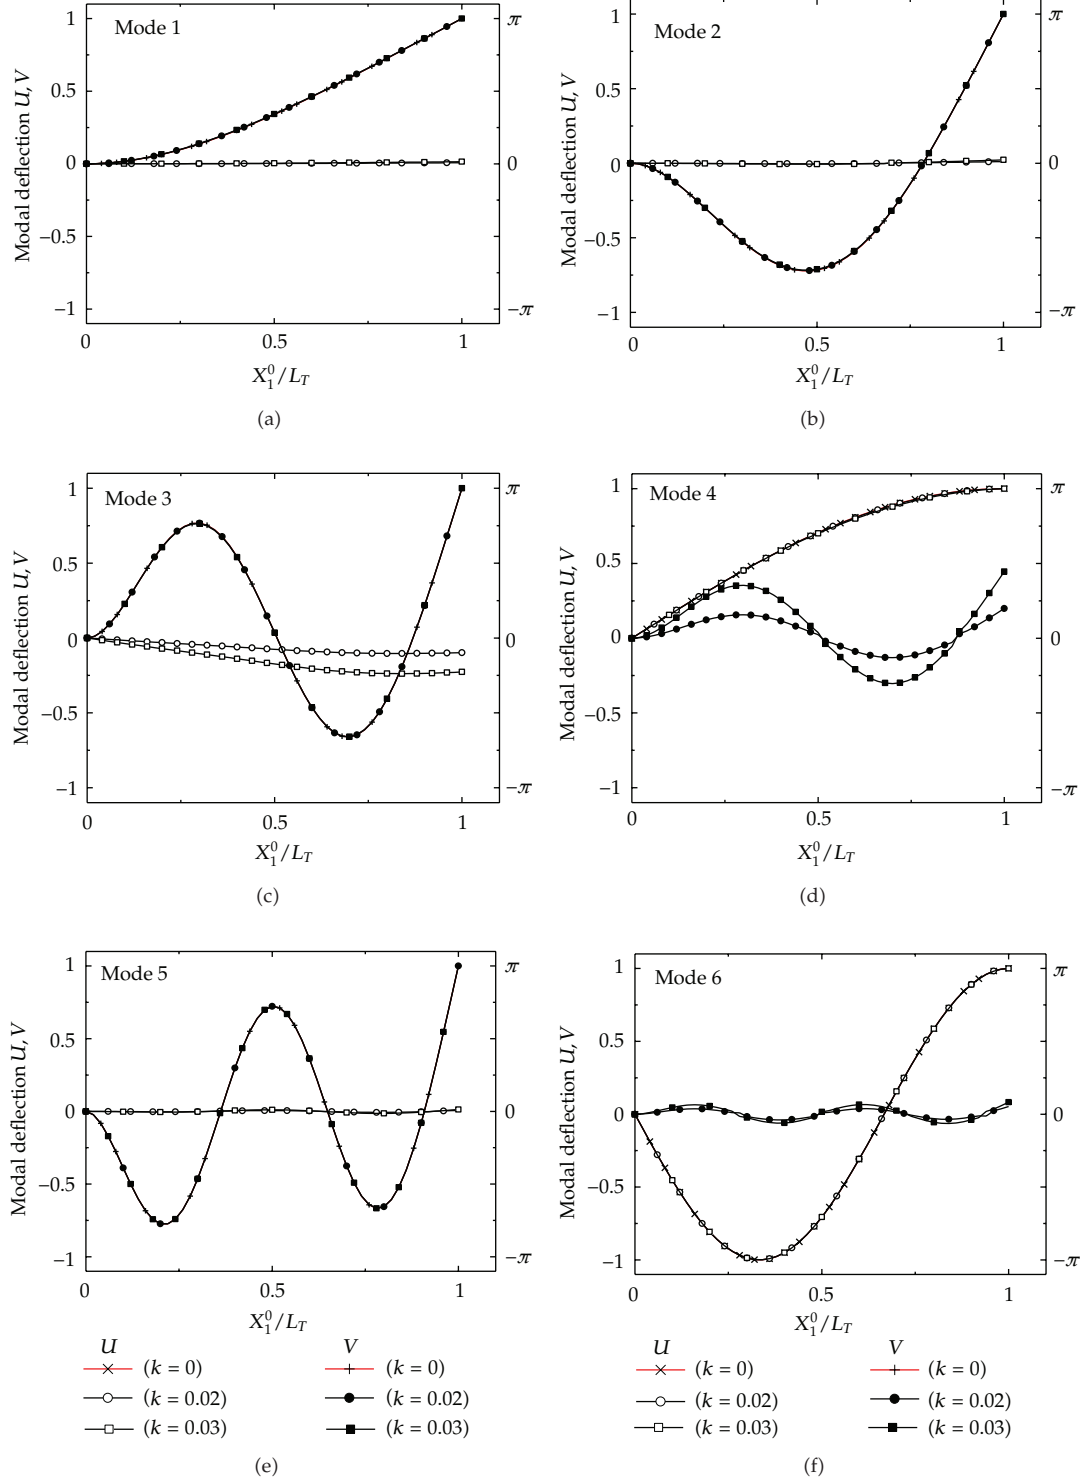 Mode 1
1
0.5
0
−0.5
−1
π
0
−π
0
0.5
1
Modal deflection U, V
X₁⁰/L_T
(a)
Mode 2
1
0.5
0
−0.5
−1
π
0
−π
0
0.5
1
Modal deflection U, V
X₁⁰/L_T
(b)
Mode 3
1
0.5
0
−0.5
−1
π
0
−π
0
0.5
1
Modal deflection U, V
X₁⁰/L_T
(c)
Mode 4
1
0.5
0
−0.5
−1
π
0
−π
0
0.5
1
Modal deflection U, V
X₁⁰/L_T
(d)
Mode 5
1
0.5
0
−0.5
−1
π
0
−π
0
0.5
1
Modal deflection U, V
X₁⁰/L_T
U V
(k = 0) (k = 0)
(k = 0.02) (k = 0.02)
(k = 0.03) (k = 0.03)
(e)
Mode 6
1
0.5
0
−0.5
−1
π
0
−π
0
0.5
1
Modal deflection U, V
X₁⁰/L_T
U V
(k = 0) (k = 0)
(k = 0.02) (k = 0.02)
(k = 0.03) (k = 0.03)
(f)